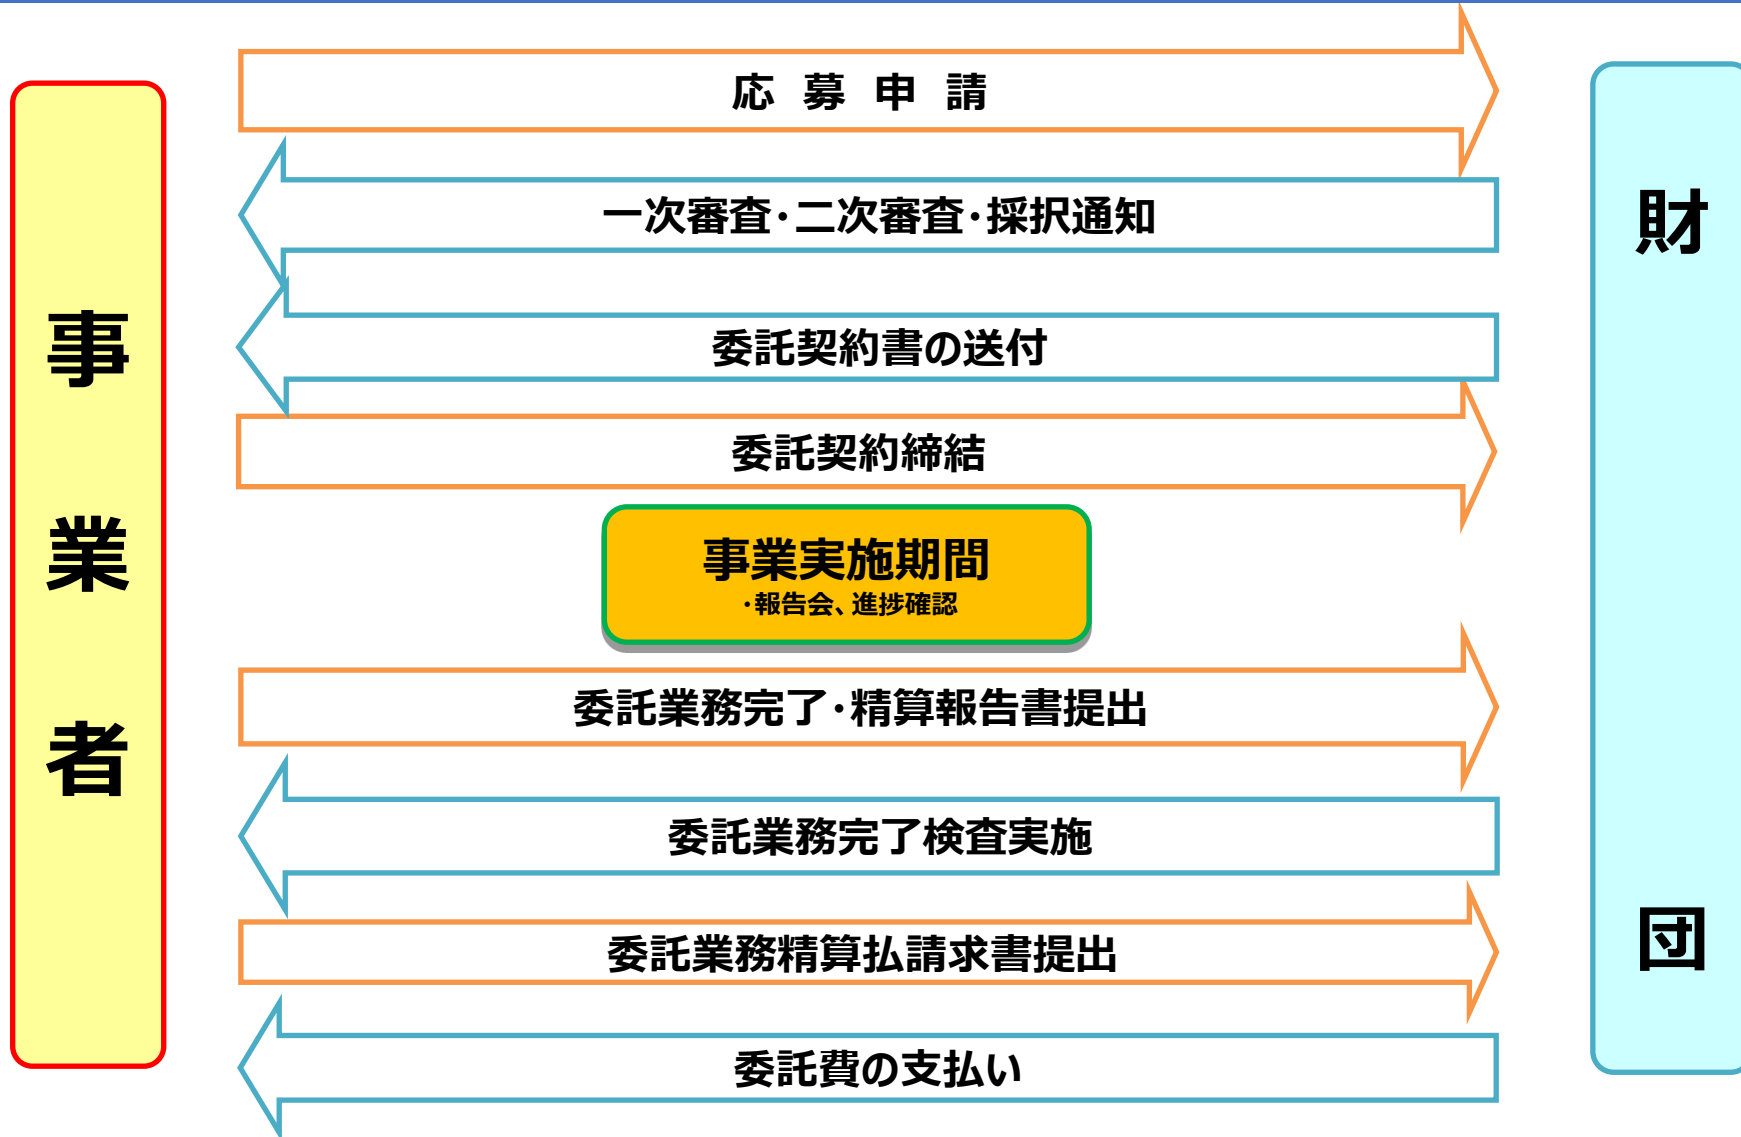 応 募 申 請
一次審査･二次審査･採択通知
委託契約書の送付
委託契約締結
事業実施期間
･報告会、進捗確認
委託業務完了･精算報告書提出
委託業務完了検査実施
委託業務精算払請求書提出
委託費の支払い
事
業
者
財
団